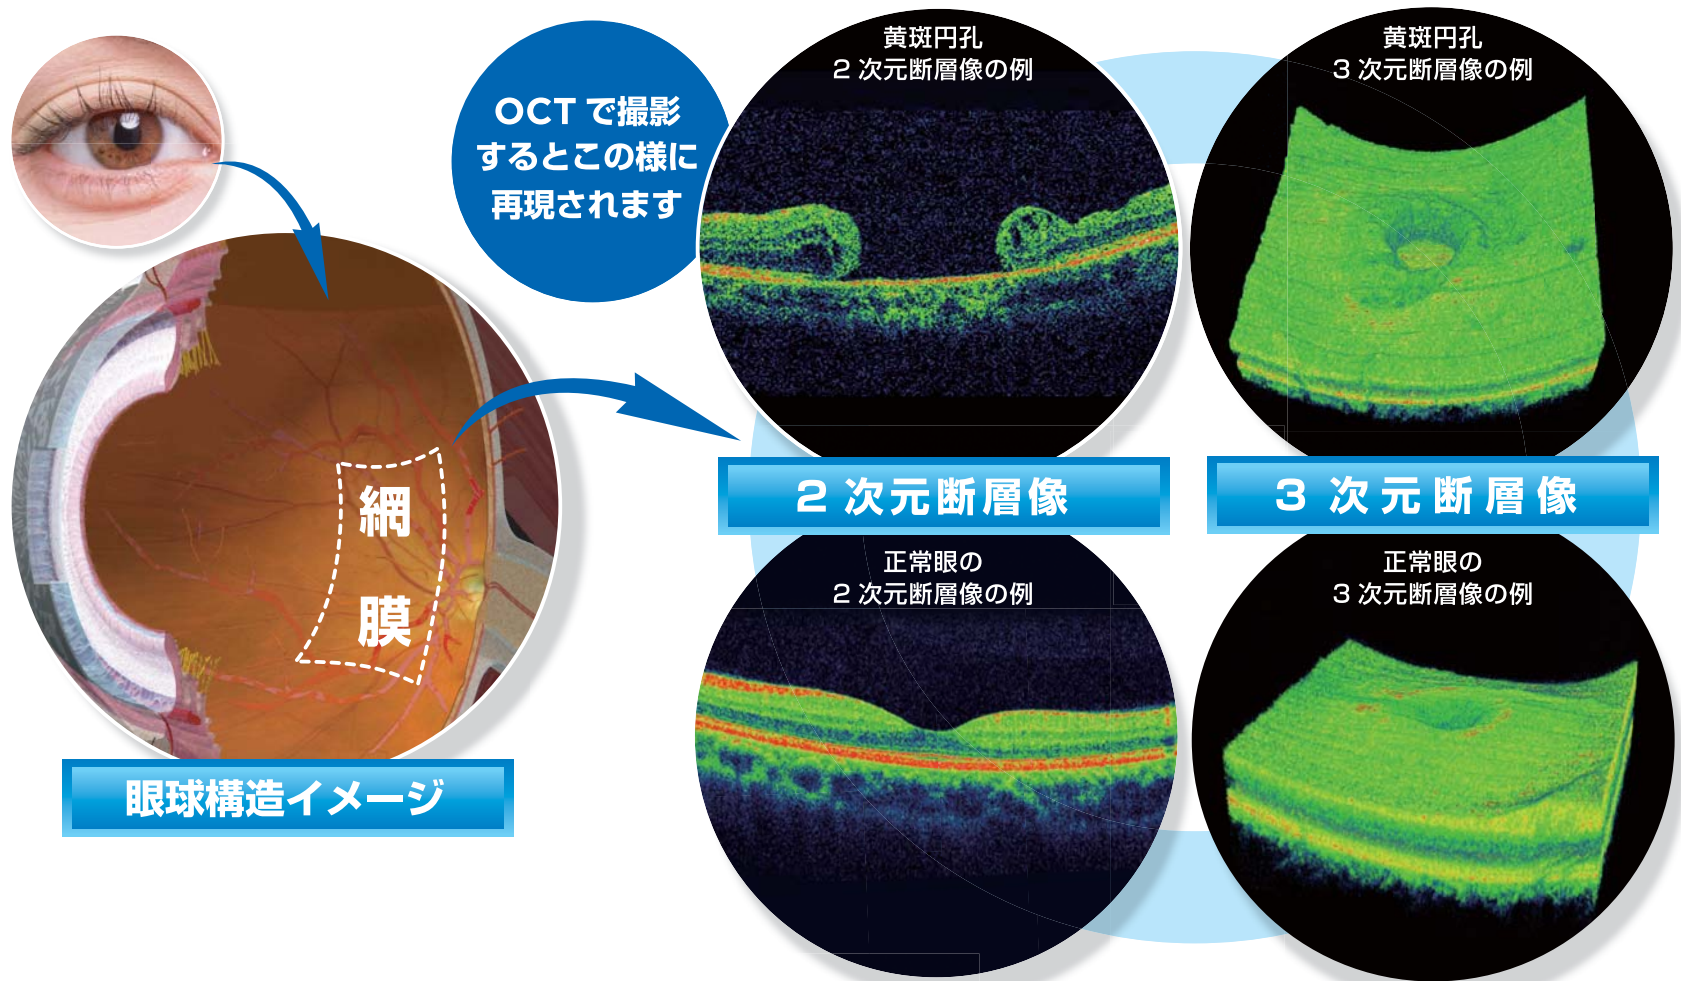 OCTで撮影
するとこの様に
再現されます
黄斑円孔
2次元断層像の例
黄斑円孔
3次元断層像の例
網
膜
2次元断層像
3次元断層像
正常眼の
2次元断層像の例
正常眼の
3次元断層像の例
眼球構造イメージ